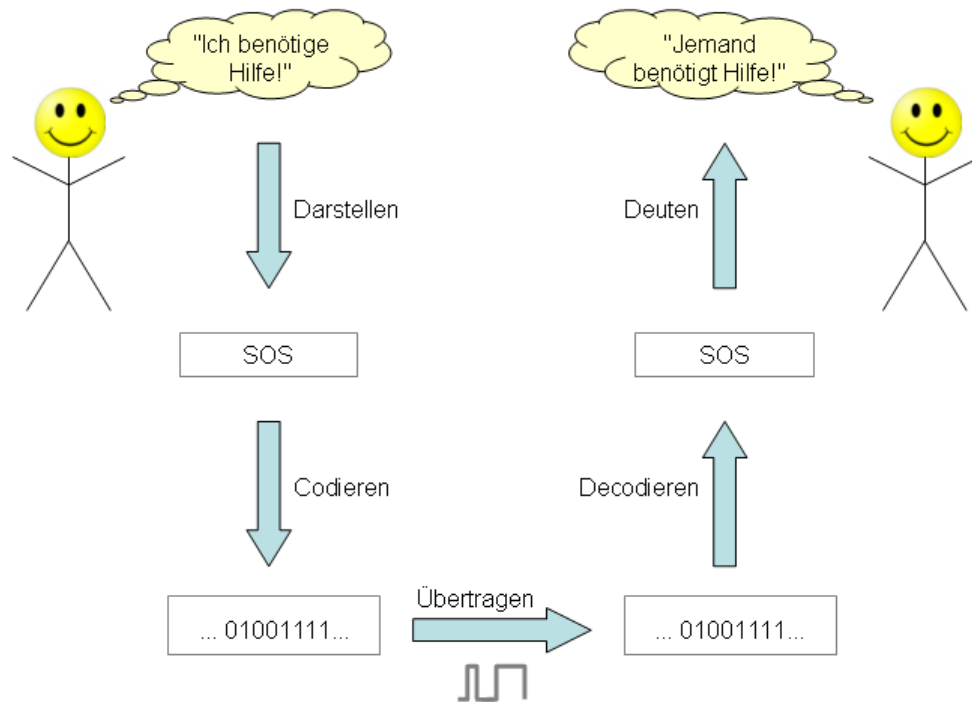 "Ich benötige
Hilfe!"
"Jemand
benötigt Hilfe!"
Darstellen
Deuten
SOS
SOS
Codieren
Decodieren
... 01001111...
Übertragen
... 01001111...